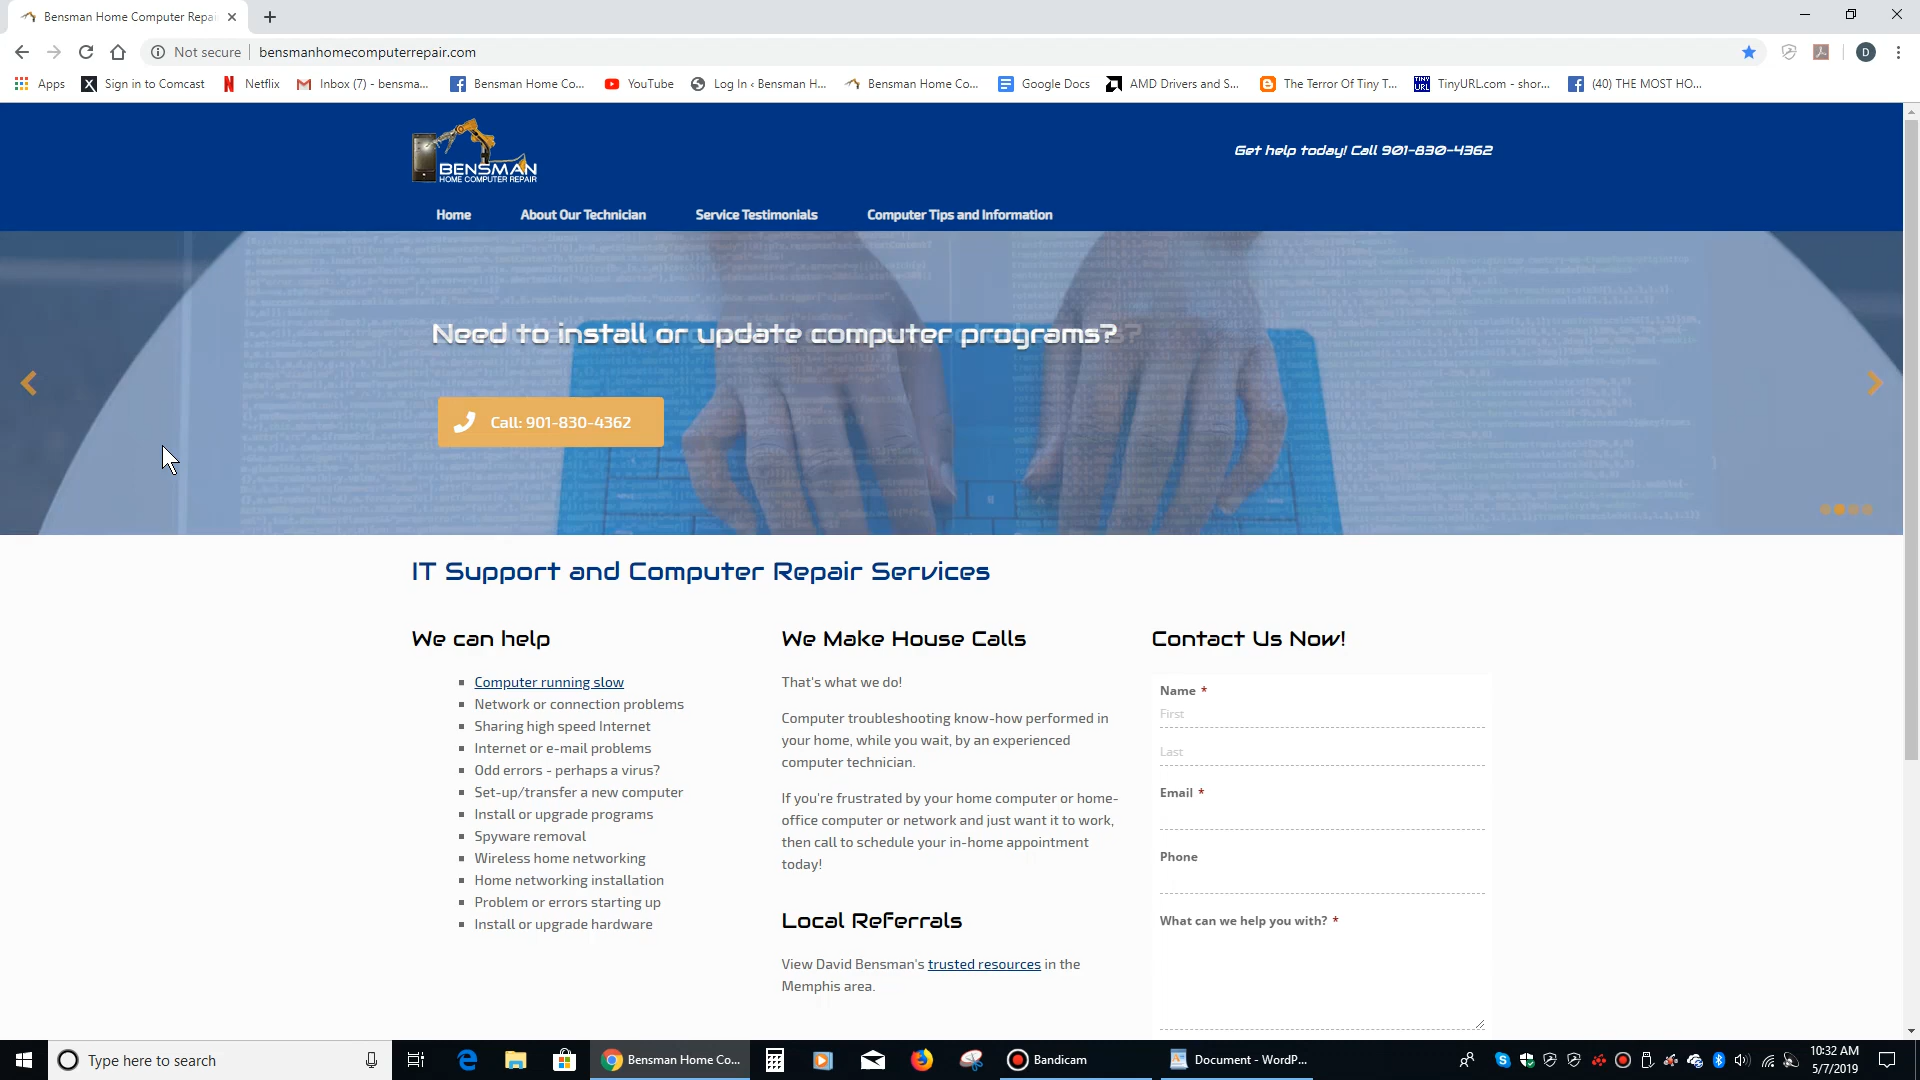 Bensman Home Computer Repai
Not secure
bensmanhomecomputerrepair.com
D
Apps
Sign in to Comcast
Netflix
Inbox (7) - bensma...
Bensman Home Co...
YouTube
Log In ‹ Bensman H...
Bensman Home Co...
Google Docs
AMD Drivers and S...
The Terror Of Tiny T...
TinyURL.com - shor...
(40) THE MOST HO...
BENSMAN
HOME COMPUTER REPAIR
Get help today! Call 901-830-4362
Home
About Our Technician
Service Testimonials
Computer Tips and Information
Need to install or update computer programs?
Call: 901-830-4362
IT Support and Computer Repair Services
We can help
Computer running slow
Network or connection problems
Sharing high speed Internet
Internet or e-mail problems
Odd errors - perhaps a virus?
Set-up/transfer a new computer
Install or upgrade programs
Spyware removal
Wireless home networking
Home networking installation
Problem or errors starting up
Install or upgrade hardware
We Make House Calls
That's what we do!
Computer troubleshooting know-how performed in
your home, while you wait, by an experienced
computer technician.
If you're frustrated by your home computer or home-
office computer or network and just want it to work,
then call to schedule your in-home appointment
today!
Local Referrals
View David Bensman's trusted resources in the
Memphis area.
Contact Us Now!
Name *
First
Last
Email *
Phone
What can we help you with? *
Type here to search
Bensman Home Co...
Bandicam
Document - WordP...
10:32 AM
5/7/2019